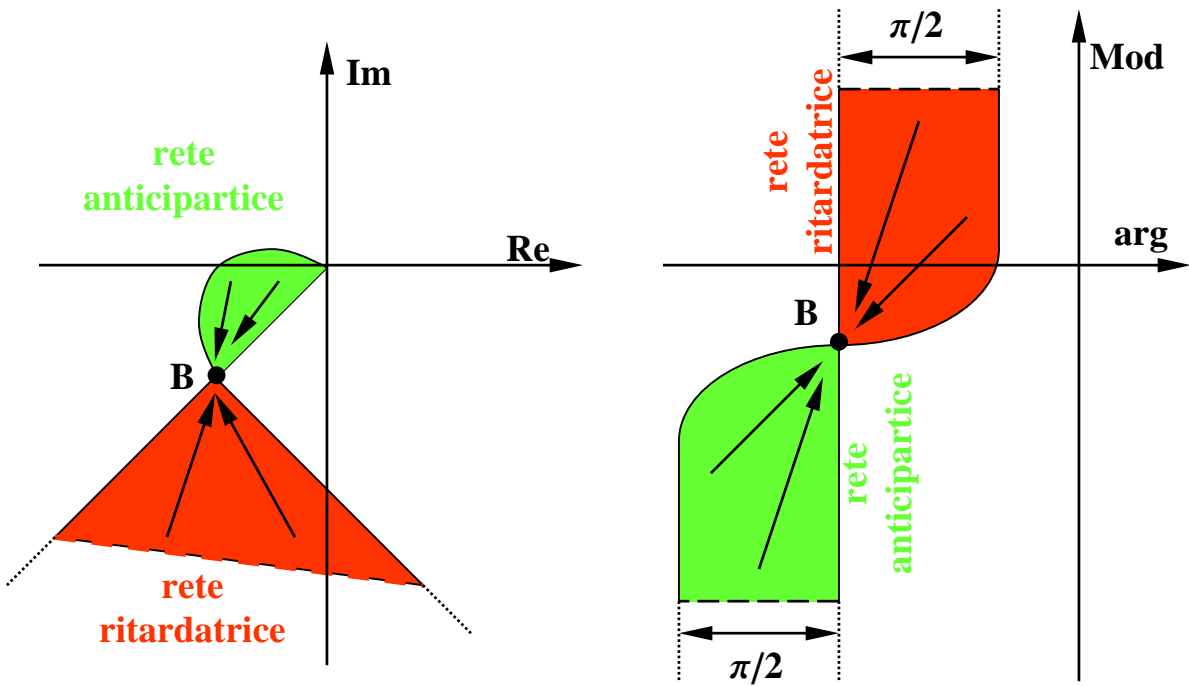 Im
rete
anticipartice
Re
B
rete
ritardatrice
π/2
Mod
rete
ritardatrice
arg
B
rete
anticipartice
π/2